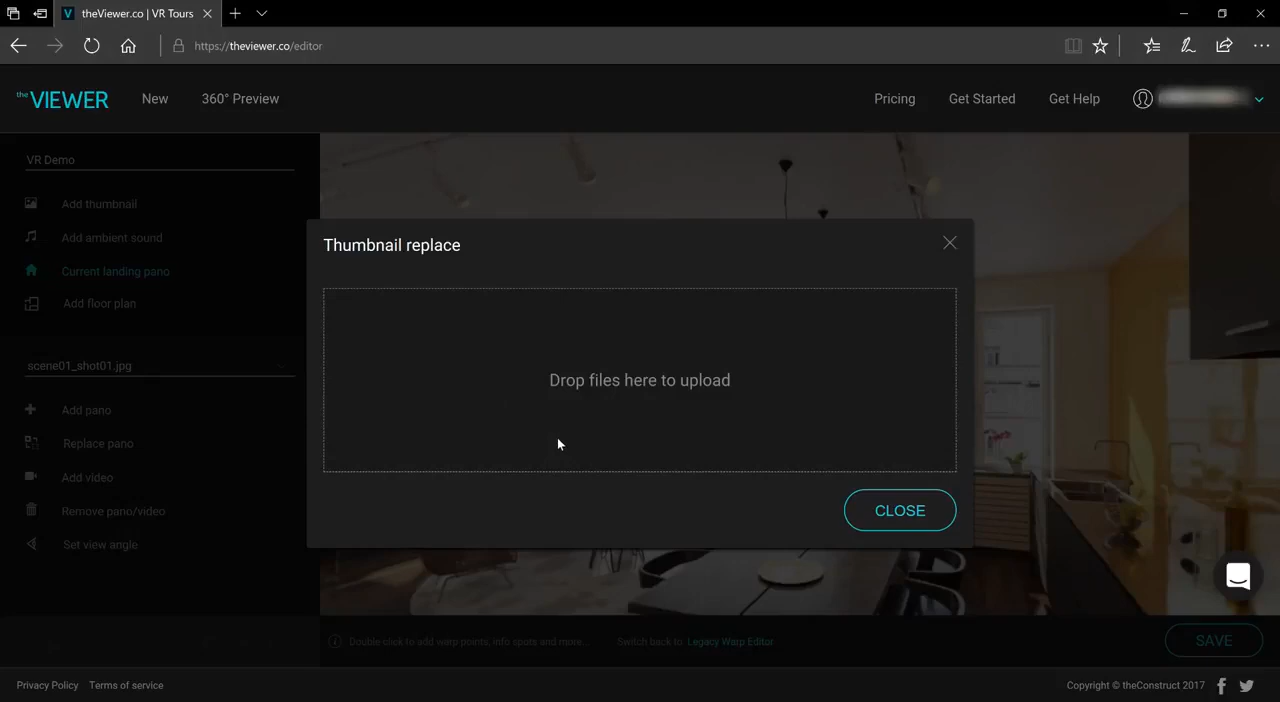 V theViewer.co | VR Tours
https://theviewer.co/editor
the VIEWER
New
360° Preview
Pricing
Get Started
Get Help
VR Demo
Add thumbnail
Add ambient sound
Current landing pano
Add floor plan
scene01_shot01.jpg
Add pano
Replace pano
Add video
Remove pano/video
Set view angle
Thumbnail replace
Drop files here to upload
CLOSE
Double click to add warp points, info spots and more...
Switch back to Legacy Warp Editor
SAVE
Privacy Policy
Terms of service
Copyright © theConstruct 2017